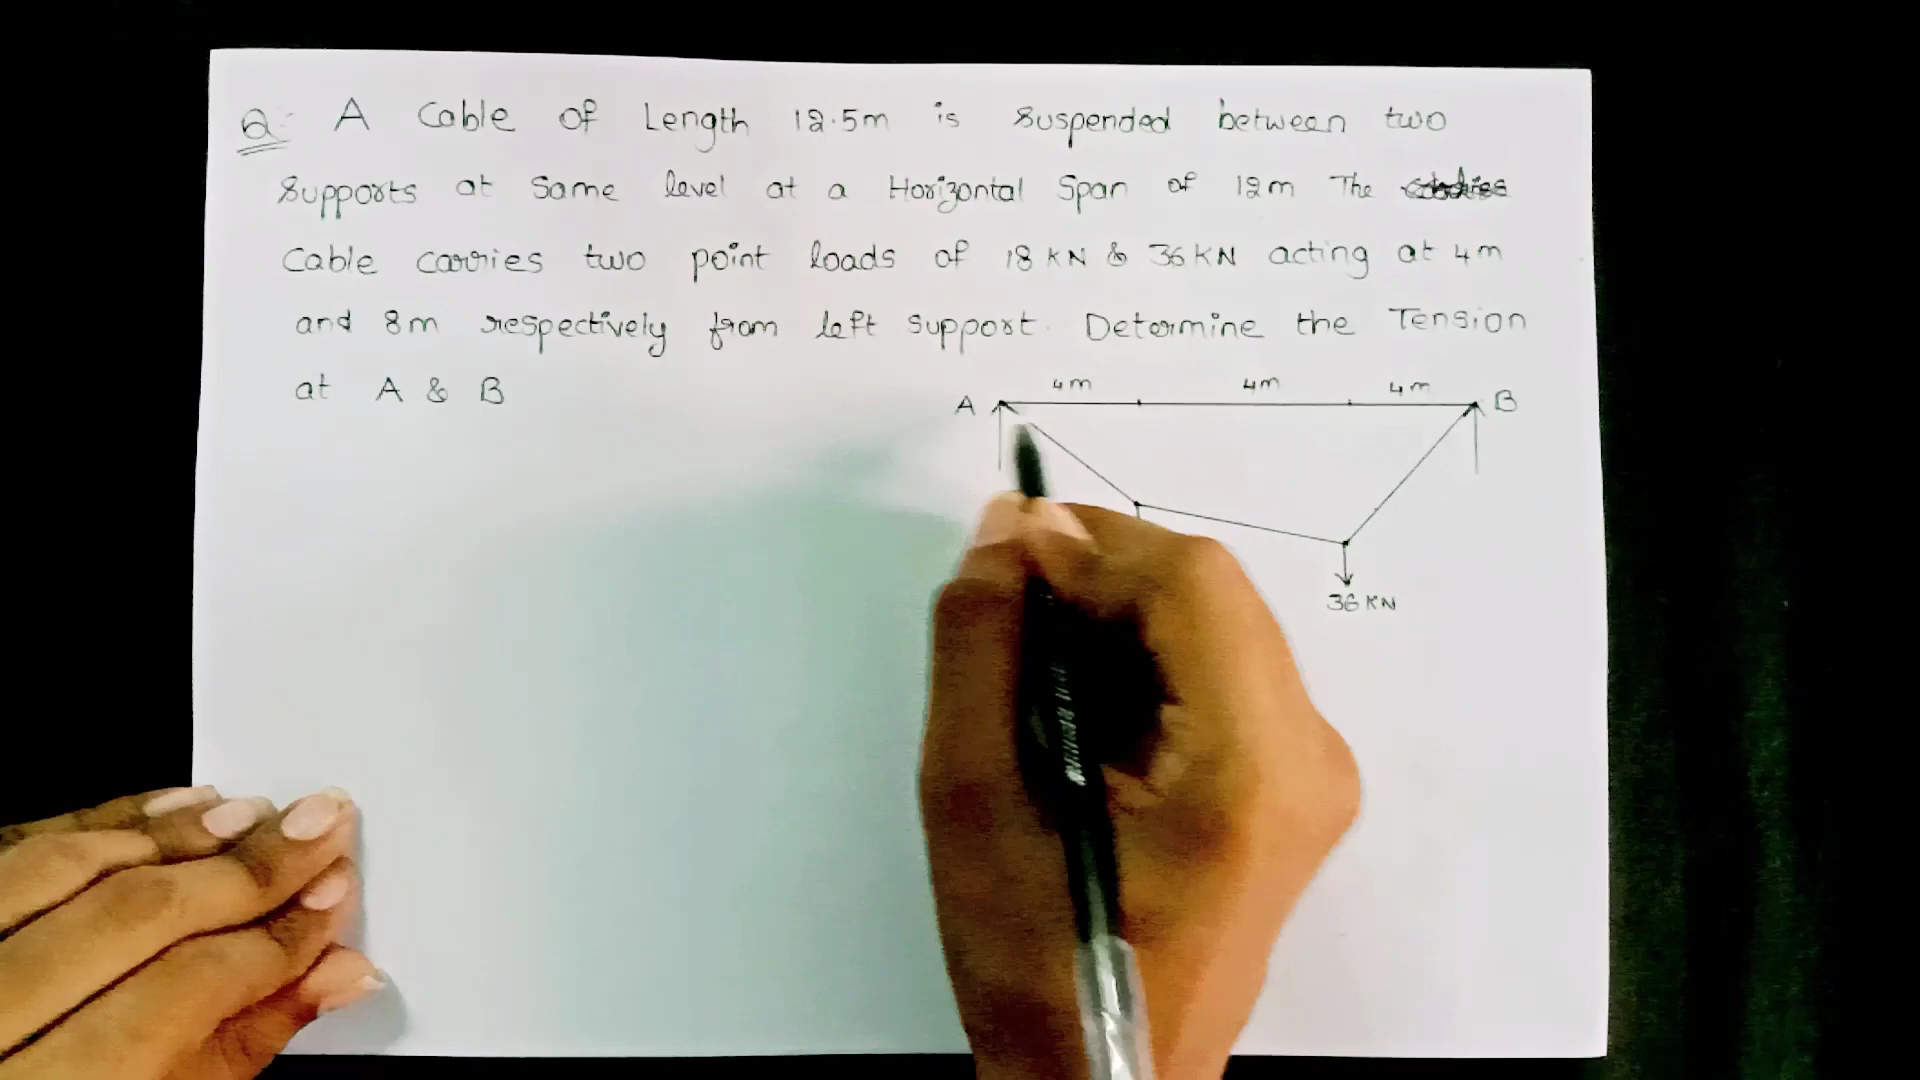 Q:- A Cable of Length 12.5m is suspended between two
supports at same level at a Horizontal Span of 12m The
Cable carries two point loads of 18 KN & 36 KN acting at 4m
and 8m respectively from left support. Determine the Tension
at A & B
4m 4m 4m
A B
36 KN